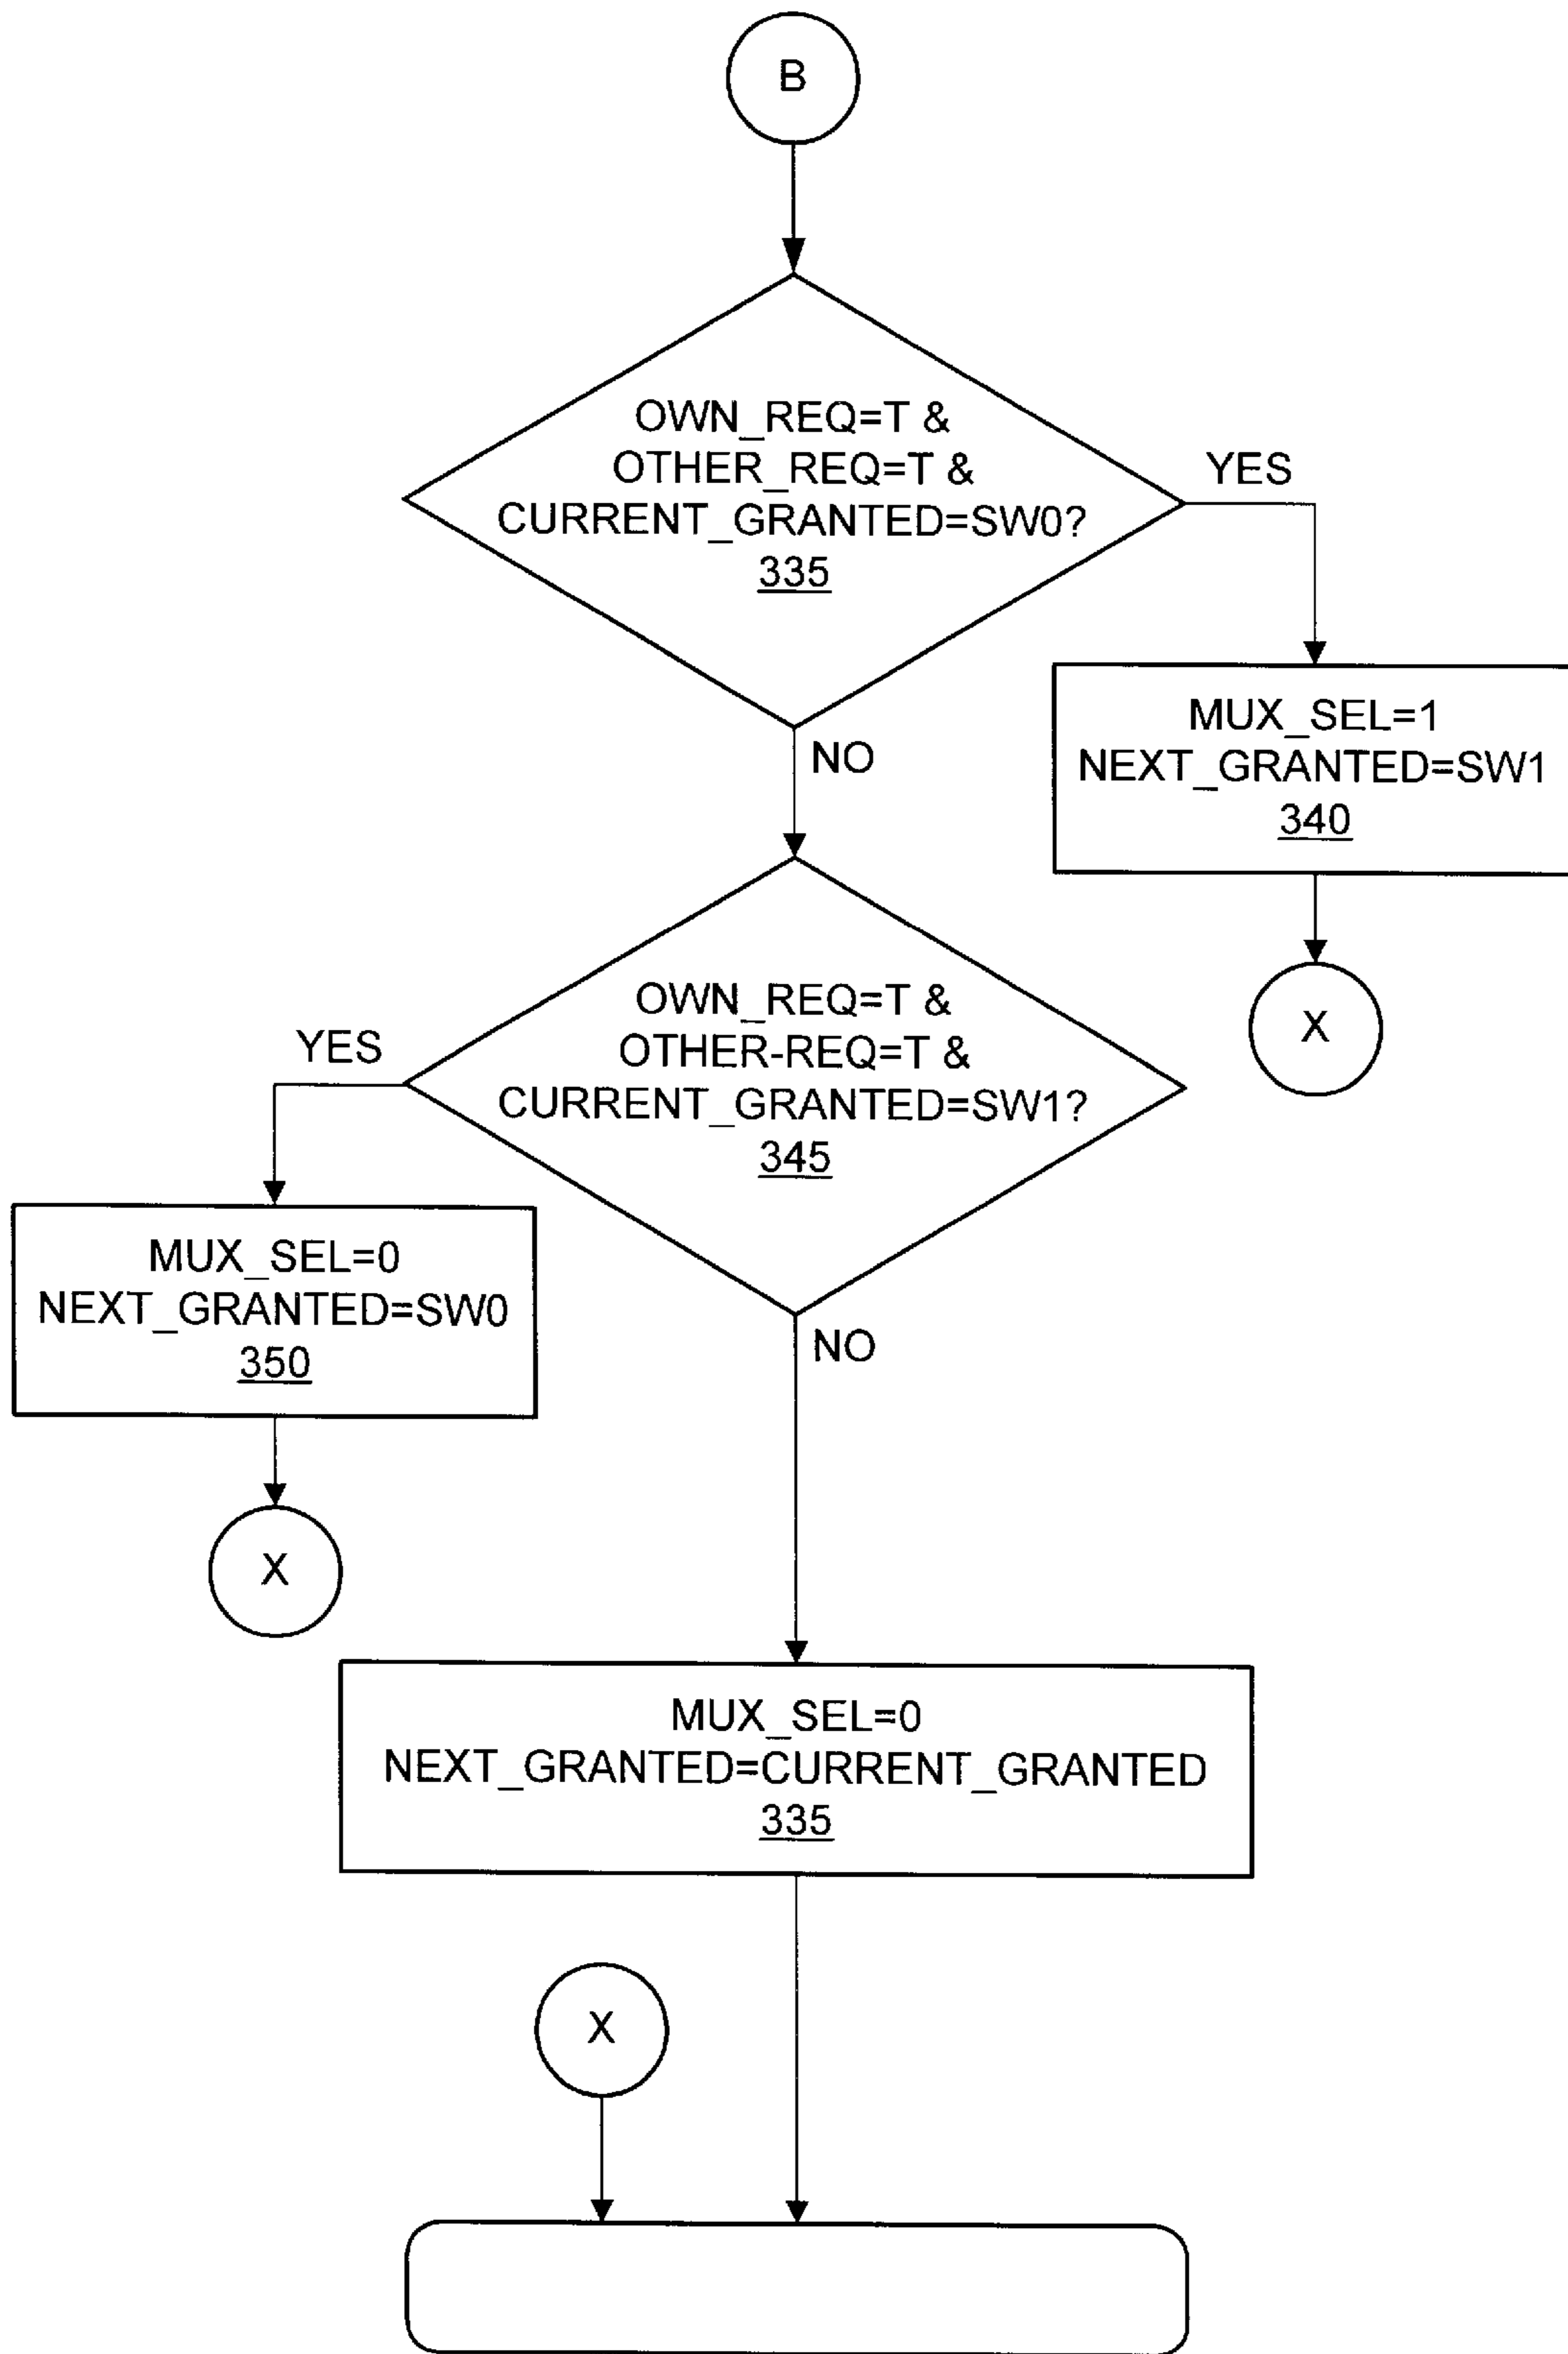 B
OWN_REQ=T &
OTHER_REQ=T &
CURRENT_GRANTED=SW0?
335
YES
NO
MUX_SEL=1
NEXT_GRANTED=SW1
340
X
OWN_REQ=T &
OTHER-REQ=T &
CURRENT_GRANTED=SW1?
345
YES
NO
MUX_SEL=0
NEXT_GRANTED=SW0
350
X
MUX_SEL=0
NEXT_GRANTED=CURRENT_GRANTED
335
X